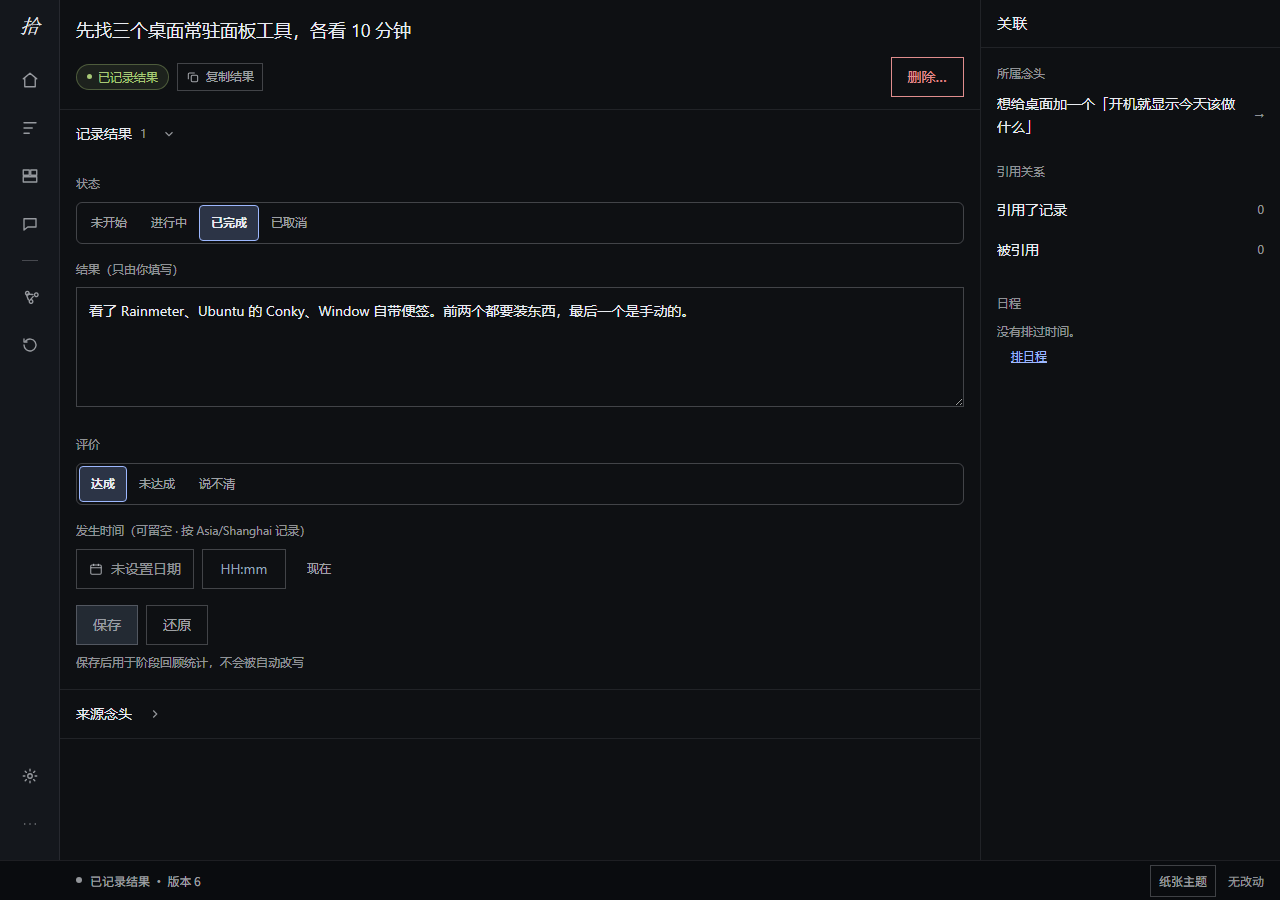 拾
先找三个桌面常驻面板工具，各看 10 分钟
已记录结果
复制结果
删除...
记录结果 1
状态
未开始 进行中 已完成 已取消
结果（只由你填写）
看了 Rainmeter、Ubuntu 的 Conky、Window 自带便签。前两个都要装东西，最后一个是手动的。
评价
达成 未达成 说不清
发生时间（可留空 · 按 Asia/Shanghai 记录）
未设置日期 HH:mm 现在
保存 还原
保存后用于阶段回顾统计，不会被自动改写
来源念头
关联
所属念头
想给桌面加一个「开机就显示今天该做
什么」 →
引用关系
引用了记录 0
被引用 0
日程
没有排过时间。
排日程
...
已记录结果 · 版本 6
纸张主题 无改动